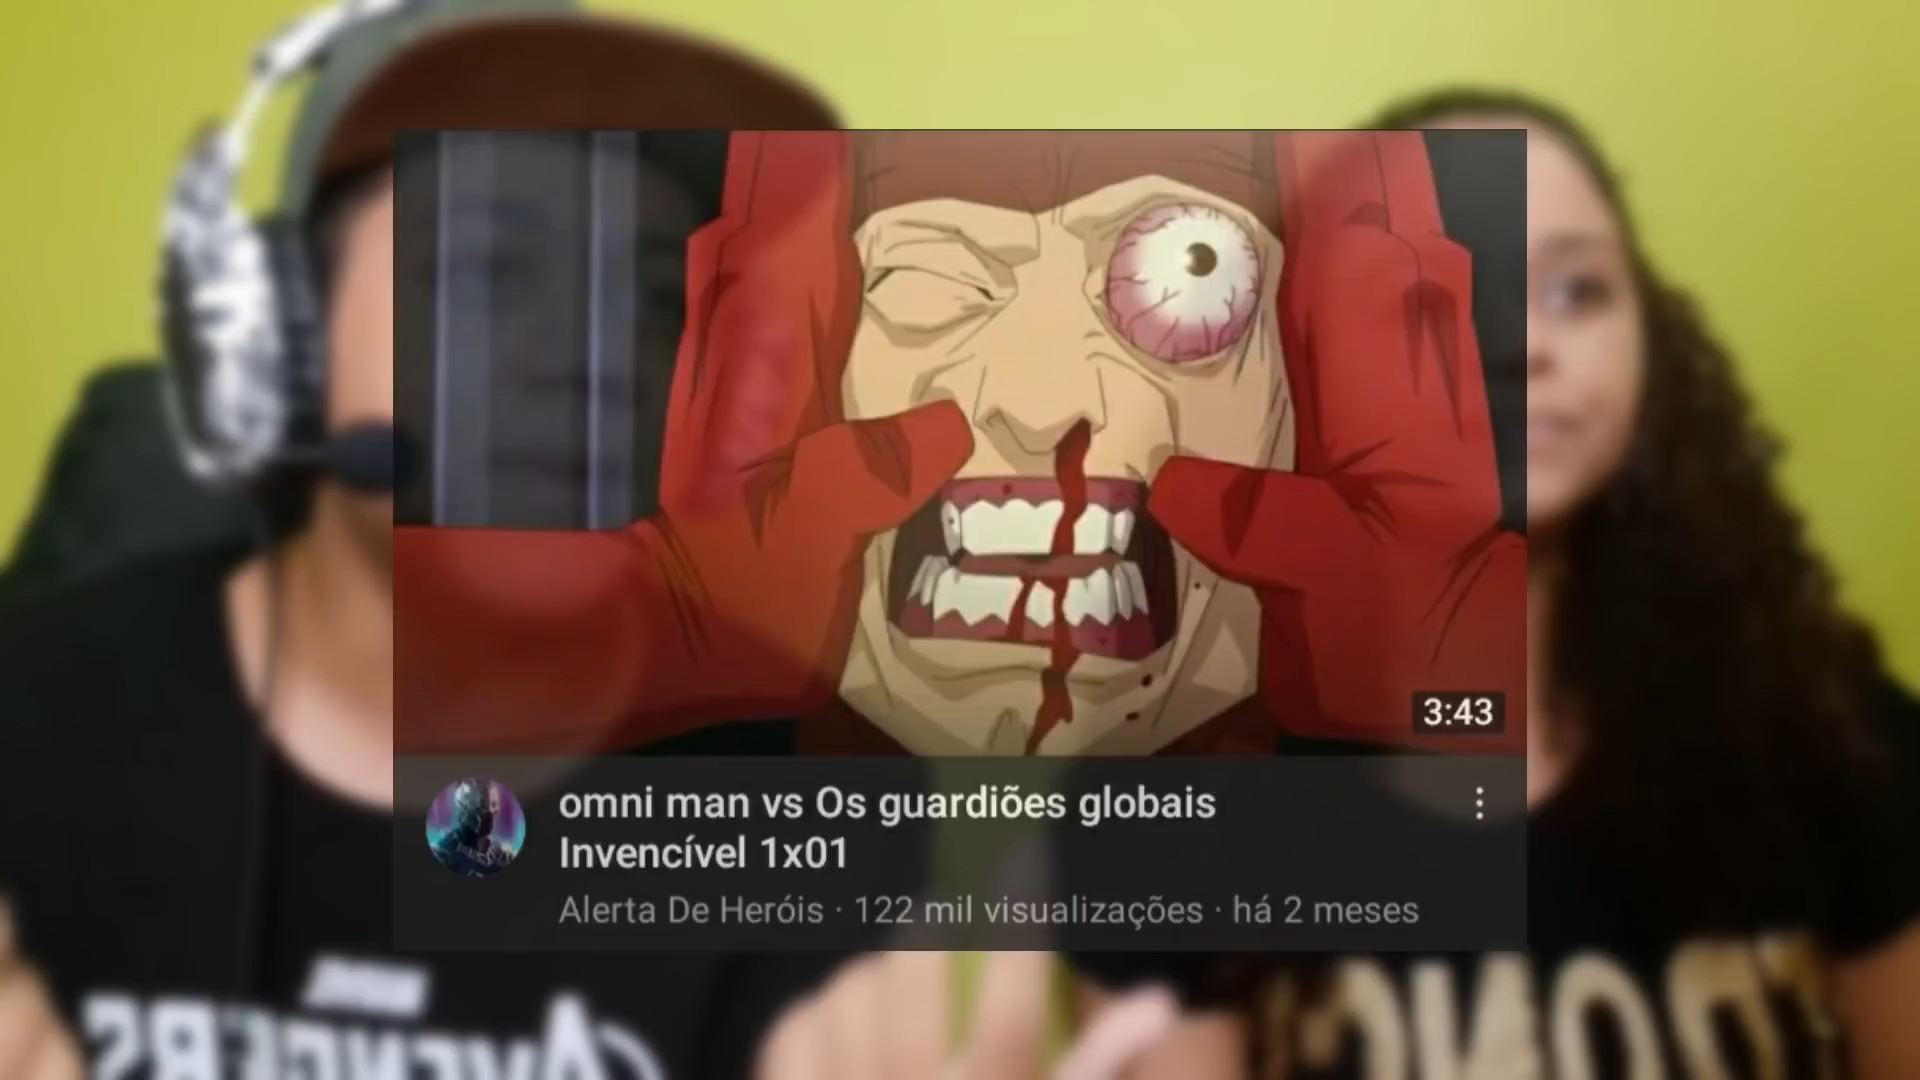 3:43
omni man vs Os guardiões globais
Invencível 1x01
Alerta De Heróis · 122 mil visualizações · há 2 meses
AVENGERS